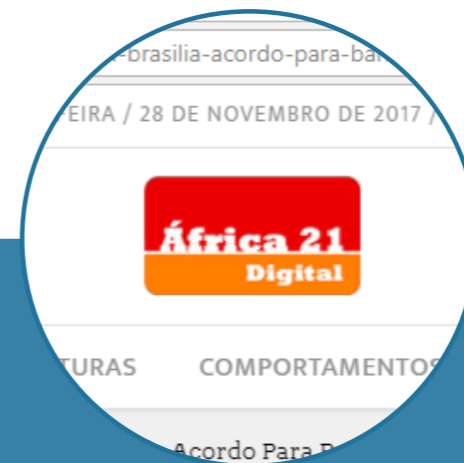 -brasilia-acordo-para-ba
FEIRA / 28 DE NOVEMBRO DE 2017 /
África 21
Digital
TURAS COMPORTAMENTOS
Acordo Para